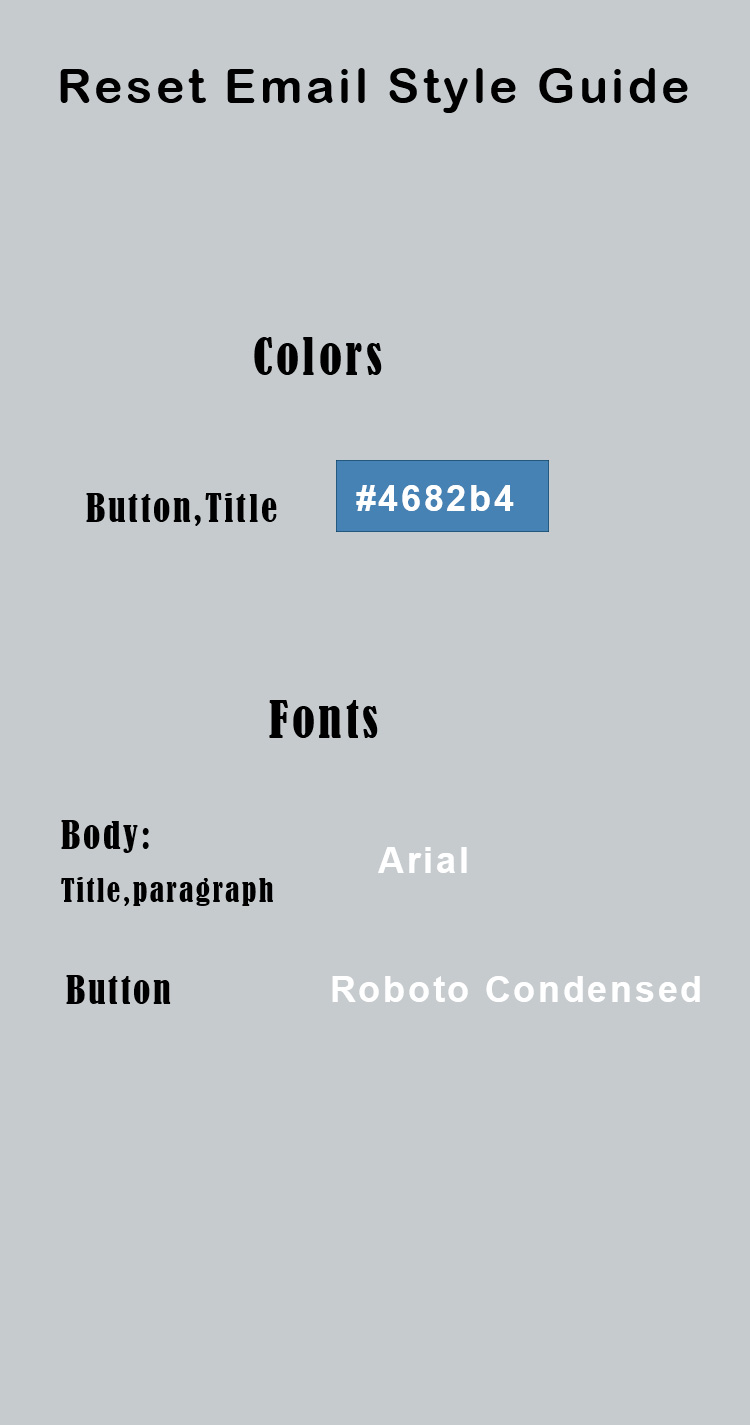 Reset Email Style Guide
Colors
Button,Title
#4682b4
Fonts
Body:
Title,paragraph
Arial
Button
Roboto Condensed